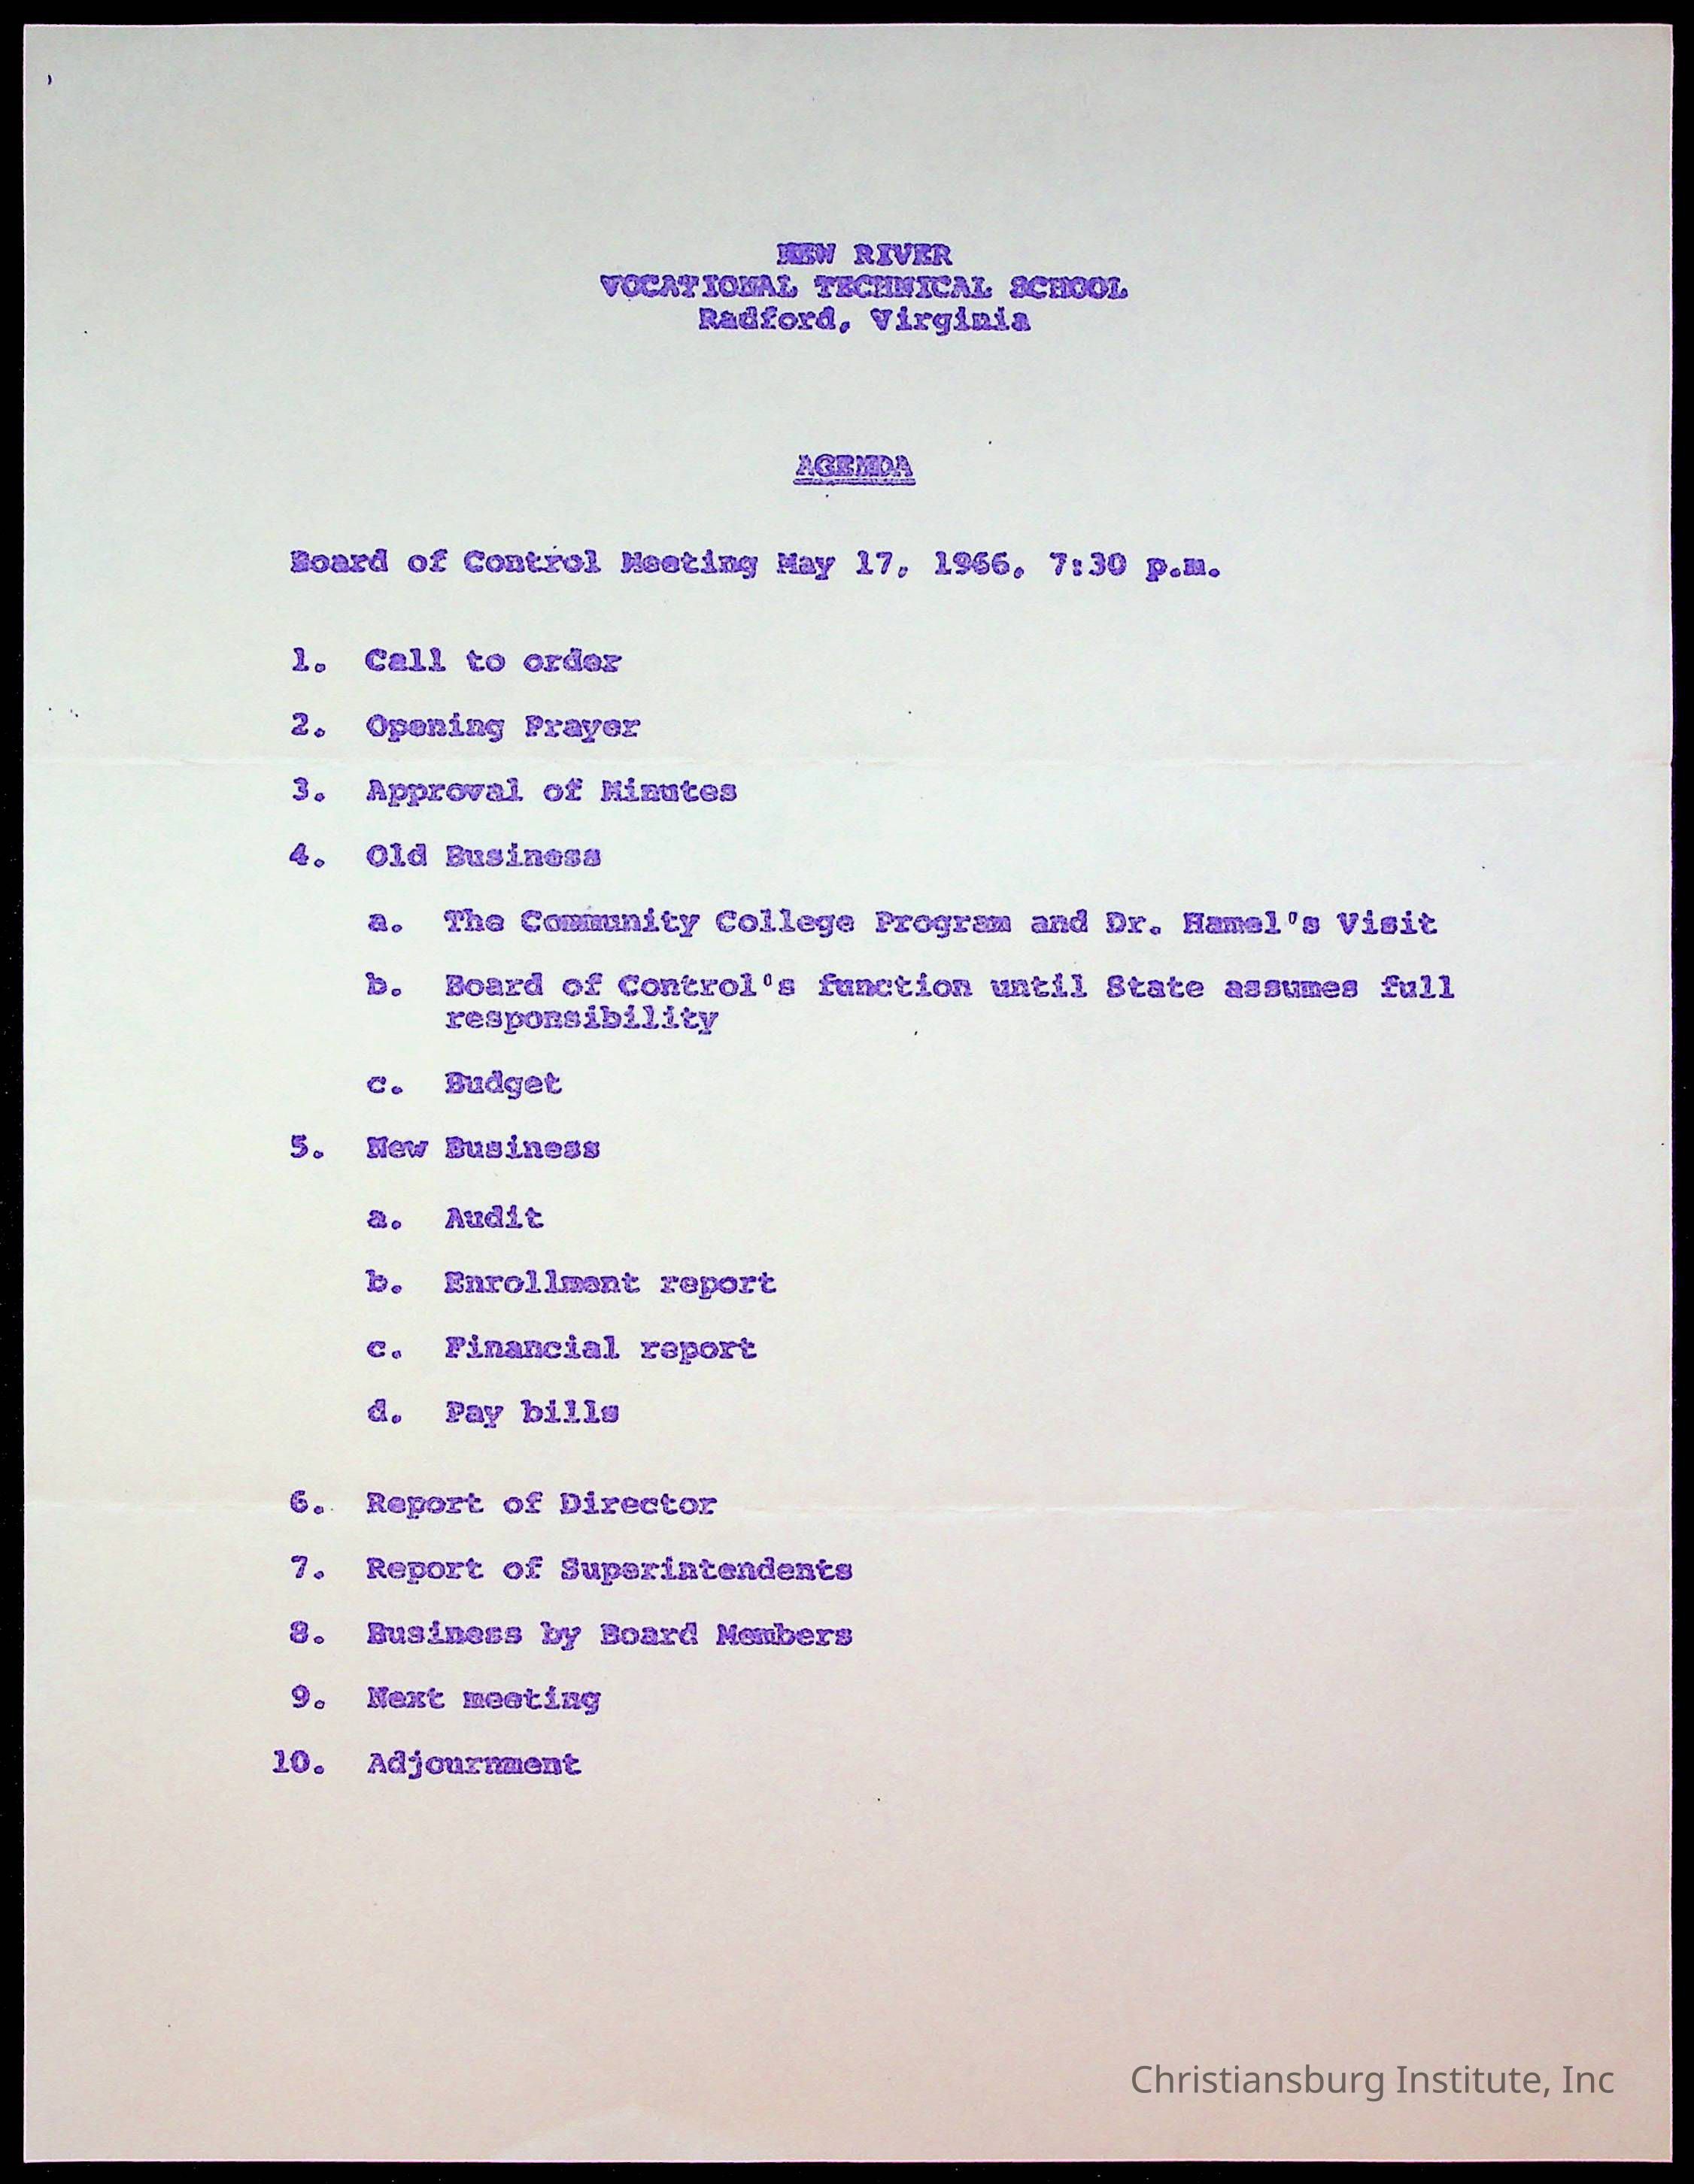 NEW RIVER
VOCATIONAL TECHNICAL SCHOOL
Radford, Virginia
AGENDA
Board of Control Meeting May 17, 1966, 7:30 p.m.
1. Call to order
2. Opening Prayer
3. Approval of Minutes
4. Old Business
a. The Community College Program and Dr. Hamel's Visit
b. Board of Control's function until State assumes full
responsibility
c. Budget
5. New Business
a. Audit
b. Enrollment report
c. Financial report
d. Pay bills
6. Report of Director
7. Report of Superintendents
8. Business by Board Members
9. Next meeting
10. Adjournment
Christiansburg Institute, Inc